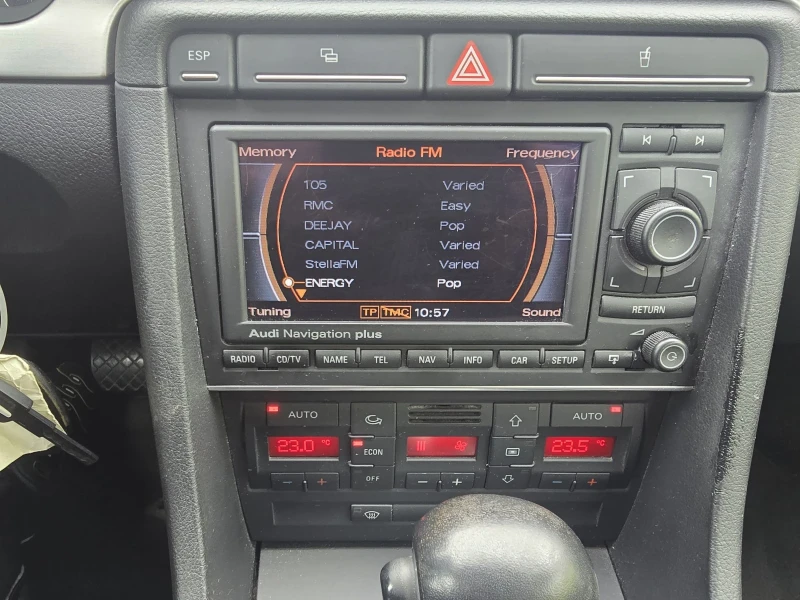 ESP
Memory Radio FM Frequency
105 Varied
RMC Easy
DEEJAY Pop
CAPITAL Varied
StellaFM Varied
ENERGY Pop
Tuning TP TMC 10:57 Sound
Audi Navigation plus
RETURN
RADIO CD/TV NAME TEL NAV INFO CAR SETUP
AUTO AUTO
23.0 °C ECON 23.5 °C
OFF